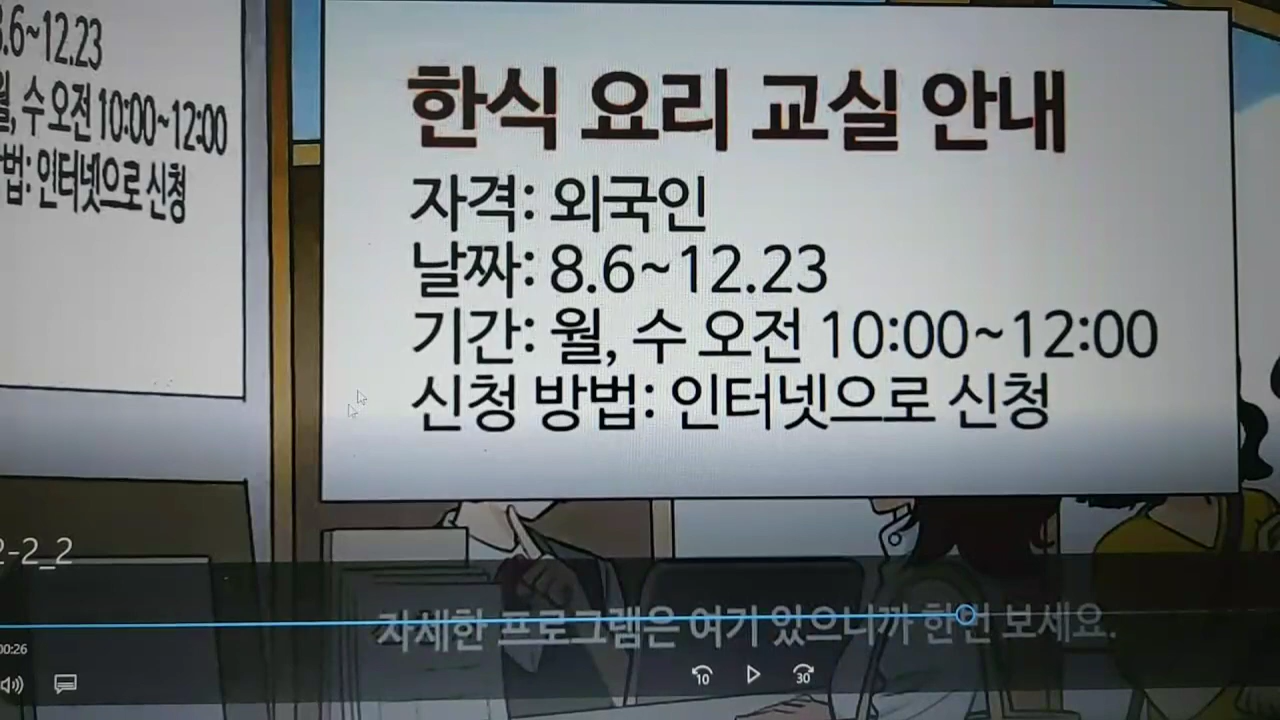 8.6~12.23
월, 수 오전 10:00~12:00
방법: 인터넷으로 신청
한식 요리 교실 안내
자격: 외국인
날짜: 8.6~12.23
기간: 월, 수 오전 10:00~12:00
신청 방법: 인터넷으로 신청
2-2_2
자세한 프로그램은 여기 있으니까 한번 보세요.
00:26
10
30